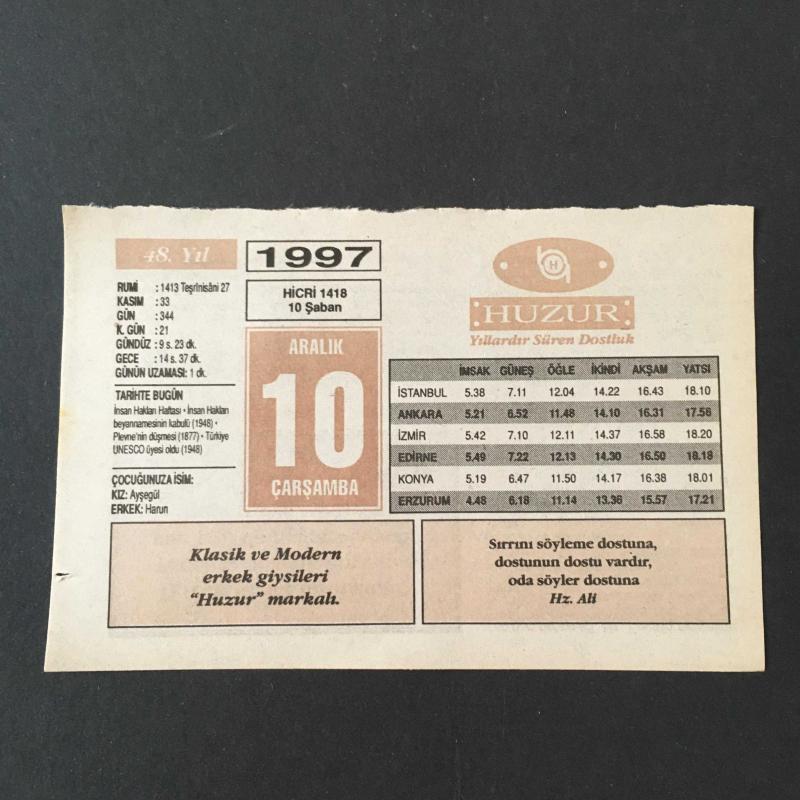 48. Yıl
1997
RUMİ : 1413 Teşrînisâni 27
KASIM : 33
GÜN : 344
K. GÜN : 21
GÜNDÜZ : 9 s. 23 dk.
GECE : 14 s. 37 dk.
GÜNÜN UZAMASI: 1 dk.
TARİHTE BUGÜN
İnsan Hakları Haftası • İnsan Hakları
beyannamesinin kabulü (1948) •
Plevne'nin düşmesi (1877) • Türkiye
UNESCO üyesi oldu (1948)
ÇOCUĞUNUZA İSİM:
KIZ: Ayşegül
ERKEK: Harun
HİCRİ 1418
10 Şaban
ARALIK
10
ÇARŞAMBA
H
HUZUR
Yıllardır Süren Dostluk
İMSAK GÜNEŞ ÖĞLE İKİNDİ AKŞAM YATSI
İSTANBUL 5.38 7.11 12.04 14.22 16.43 18.10
ANKARA 5.21 6.52 11.48 14.10 16.31 17.56
İZMİR 5.42 7.10 12.11 14.37 16.58 18.20
EDİRNE 5.49 7.22 12.13 14.30 16.50 18.18
KONYA 5.19 6.47 11.50 14.17 16.38 18.01
ERZURUM 4.48 6.18 11.14 13.36 15.57 17.21
Klasik ve Modern
erkek giysileri
"Huzur" markalı.
Sırrını söyleme dostuna,
dostunun dostu vardır,
oda söyler dostuna
Hz. Ali